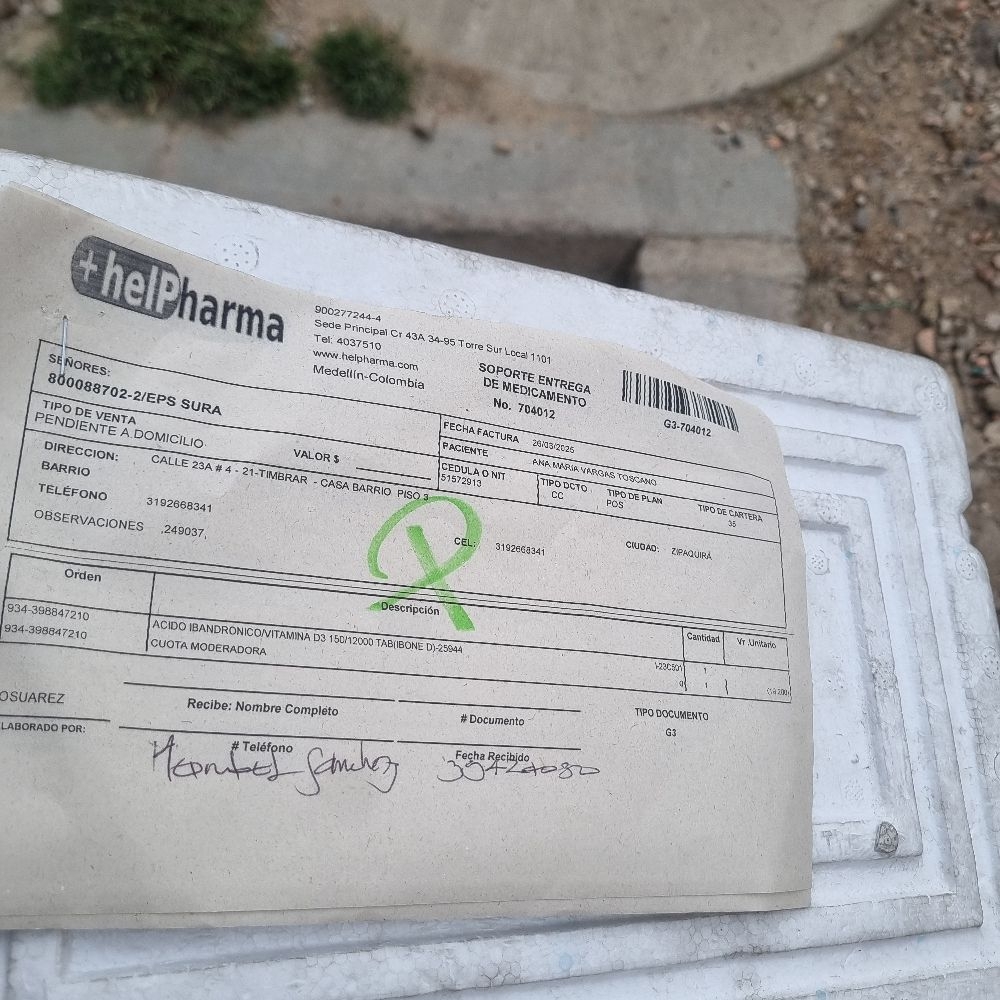 +helPharma
900277244-4
Sede Principal Cr 43A 34-95 Torre Sur Local 1101
Tel: 4037510
www.helpharma.com
Medellín-Colombia
SOPORTE ENTREGA
DE MEDICAMENTO
No. 704012
G3-704012
SEÑORES:
800088702-2/EPS SURA
TIPO DE VENTA
PENDIENTE A DOMICILIO
VALOR $
FECHA FACTURA 26/03/2025
PACIENTE ANA MARIA VARGAS TOSCANO
CEDULA O NIT
51572913
TIPO DCTO
CC
TIPO DE PLAN
POS
TIPO DE CARTERA
35
DIRECCION: CALLE 23A # 4 - 21-TIMBRAR - CASA BARRIO PISO 3
BARRIO
TELÉFONO 3192668341
CEL: 3192668341
CIUDAD: ZIPAQUIRÁ
OBSERVACIONES ,249037,
Orden Descripción Cantidad Vr .Unitario
934-398847210 ACIDO IBANDRONICO/VITAMINA D3 150/12000 TAB(IBONE D)-25944 1
934-398847210 CUOTA MODERADORA 1
OSUAREZ
LABORADO POR:
Recibe: Nombre Completo
# Documento
TIPO DOCUMENTO
G3
# Teléfono
Fecha Recibido